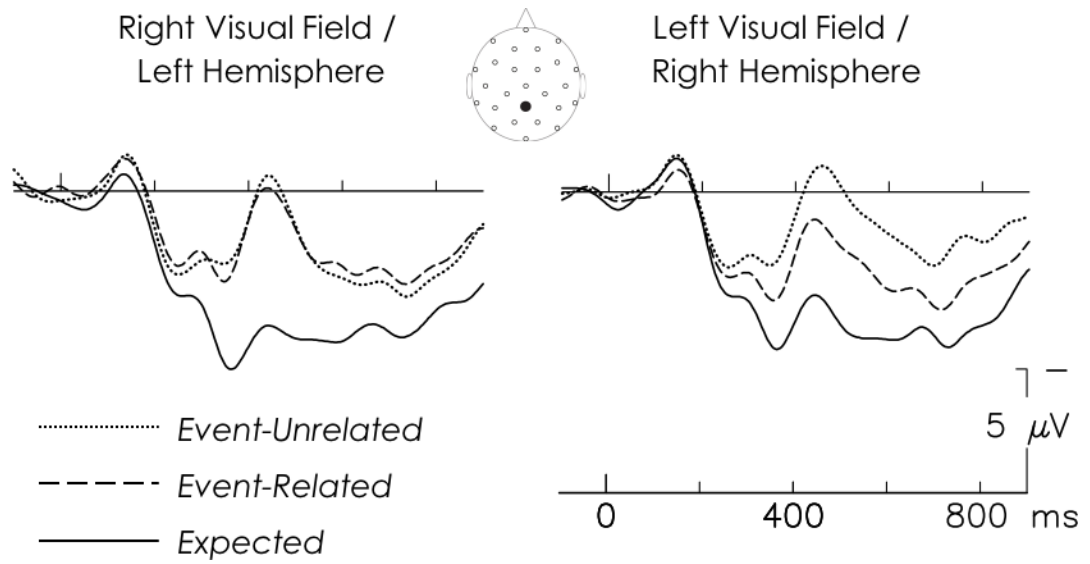 Right Visual Field /
Left Hemisphere
Left Visual Field /
Right Hemisphere
Event-Unrelated
Event-Related
Expected
5 μV
0 400 800 ms